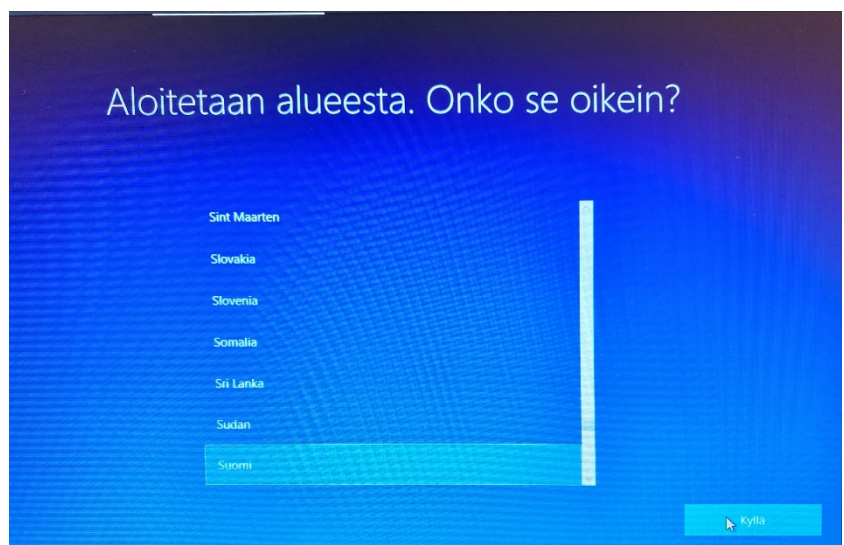 Aloitetaan alueesta. Onko se oikein?
Sint Maarten
Slovakia
Slovenia
Somalia
Sri Lanka
Sudan
Suomi
Kyllä